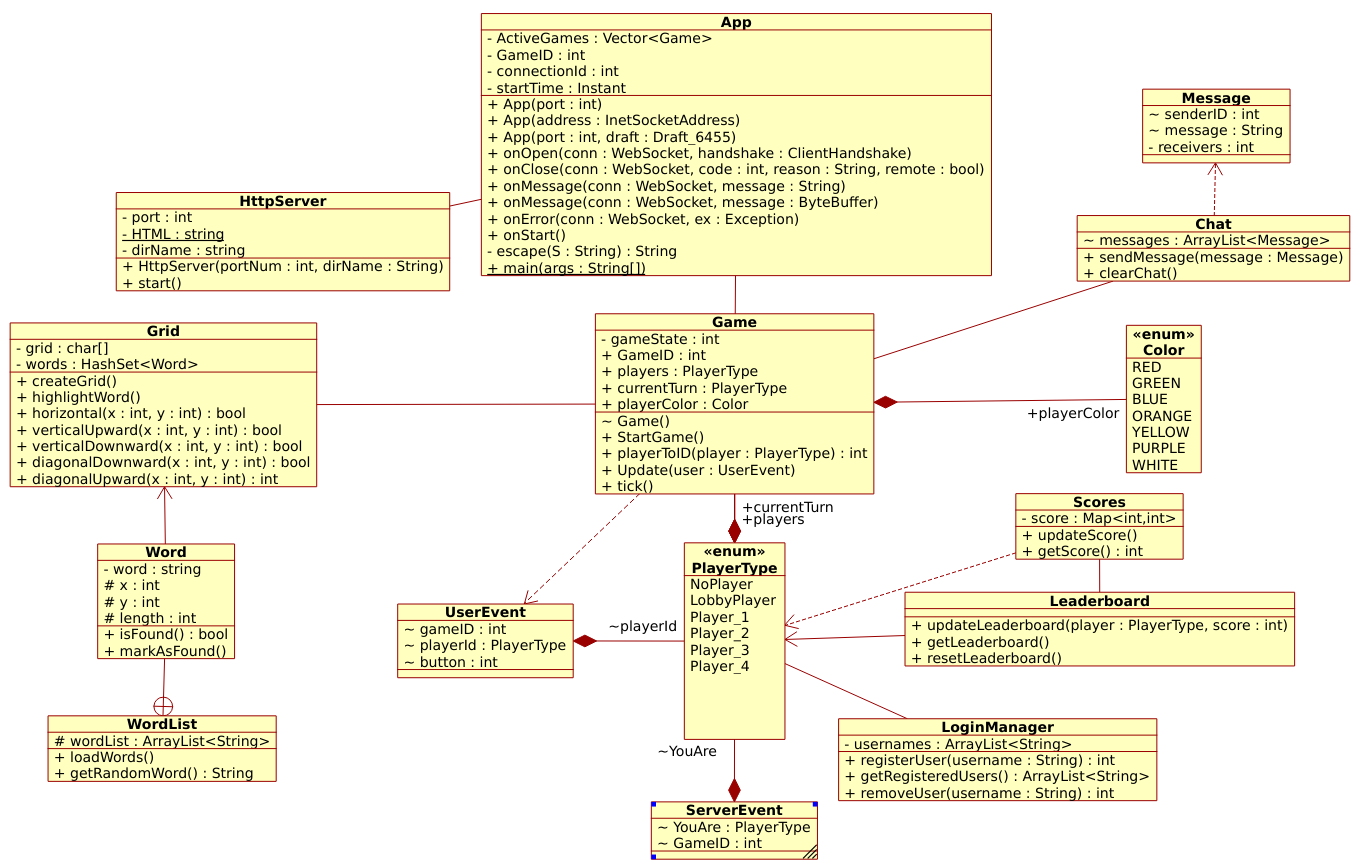 App
- ActiveGames : Vector<Game>
- GameID : int
- connectionId : int
- startTime : Instant
+ App(port : int)
+ App(address : InetSocketAddress)
+ App(port : int, draft : Draft_6455)
+ onOpen(conn : WebSocket, handshake : ClientHandshake)
+ onClose(conn : WebSocket, code : int, reason : String, remote : bool)
+ onMessage(conn : WebSocket, message : String)
+ onMessage(conn : WebSocket, message : ByteBuffer)
+ onError(conn : WebSocket, ex : Exception)
+ onStart()
- escape(S : String) : String
+ main(args : String[])
Message
~ senderID : int
~ message : String
- receivers : int
HttpServer
- port : int
- HTML : string
- dirName : string
+ HttpServer(portNum : int, dirName : String)
+ start()
Chat
~ messages : ArrayList<Message>
+ sendMessage(message : Message)
+ clearChat()
Grid
- grid : char[]
- words : HashSet<Word>
+ createGrid()
+ highlightWord()
+ horizontal(x : int, y : int) : bool
+ verticalUpward(x : int, y : int) : bool
+ verticalDownward(x : int, y : int) : bool
+ diagonalDownward(x : int, y : int) : bool
+ diagonalUpward(x : int, y : int) : int
Game
- gameState : int
+ GameID : int
+ players : PlayerType
+ currentTurn : PlayerType
+ playerColor : Color
~ Game()
+ StartGame()
+ playerToID(player : PlayerType) : int
+ Update(user : UserEvent)
+ tick()
«enum»
Color
RED
GREEN
BLUE
ORANGE
YELLOW
PURPLE
WHITE
+playerColor
+currentTurn
+players
Scores
- score : Map<int,int>
+ updateScore()
+ getScore() : int
Word
- word : string
# x : int
# y : int
# length : int
+ isFound() : bool
+ markAsFound()
«enum»
PlayerType
NoPlayer
LobbyPlayer
Player_1
Player_2
Player_3
Player_4
UserEvent
~ gameID : int
~ playerId : PlayerType
~ button : int
~playerId
Leaderboard
+ updateLeaderboard(player : PlayerType, score : int)
+ getLeaderboard()
+ resetLeaderboard()
WordList
# wordList : ArrayList<String>
+ loadWords()
+ getRandomWord() : String
LoginManager
- usernames : ArrayList<String>
+ registerUser(username : String) : int
+ getRegisteredUsers() : ArrayList<String>
+ removeUser(username : String) : int
~YouAre
ServerEvent
~ YouAre : PlayerType
~ GameID : int